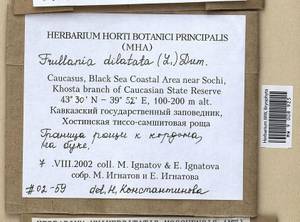 HERBARIUM HORTI BOTANICI PRINCIPALIS
(MHA)
Frullania dilatata (L.) Dum.
Caucasus, Black Sea Coastal Area near Sochi,
Khosta branch of Caucasian State Reserve
43° 30' N – 39° 52' E, 100-200 m alt.
Кавказский государственный заповедник,
Хостинская тиссо-самшитовая роща
Граница рощи к кордона,
на буке.
.VIII.2002 coll. M. Ignatov & E. Ignatova
собр. М. Игнатов и Е. Игнатова
#02-59 det. Н. Константинова